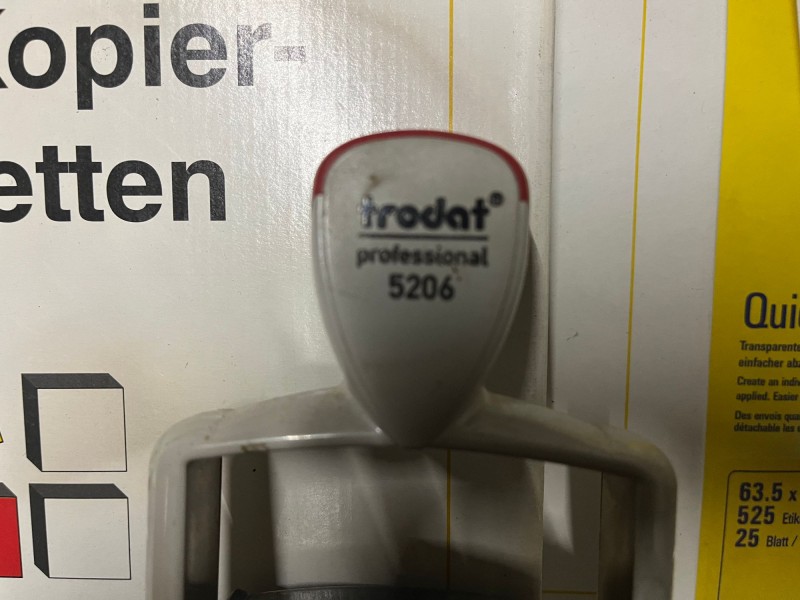 Kopier-
etten
trodat®
professional
5206
Qui
Transparente
einfacher ab
Create an indiv
applied. Easier
Des envois qua
détachable les
63.5 x
525 Etik
25 Blatt /